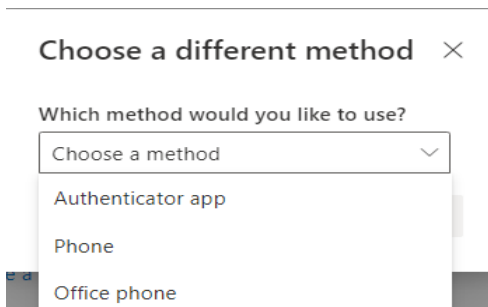 Choose a different method
Which method would you like to use?
Choose a method
Authenticator app
Phone
e a
Office phone